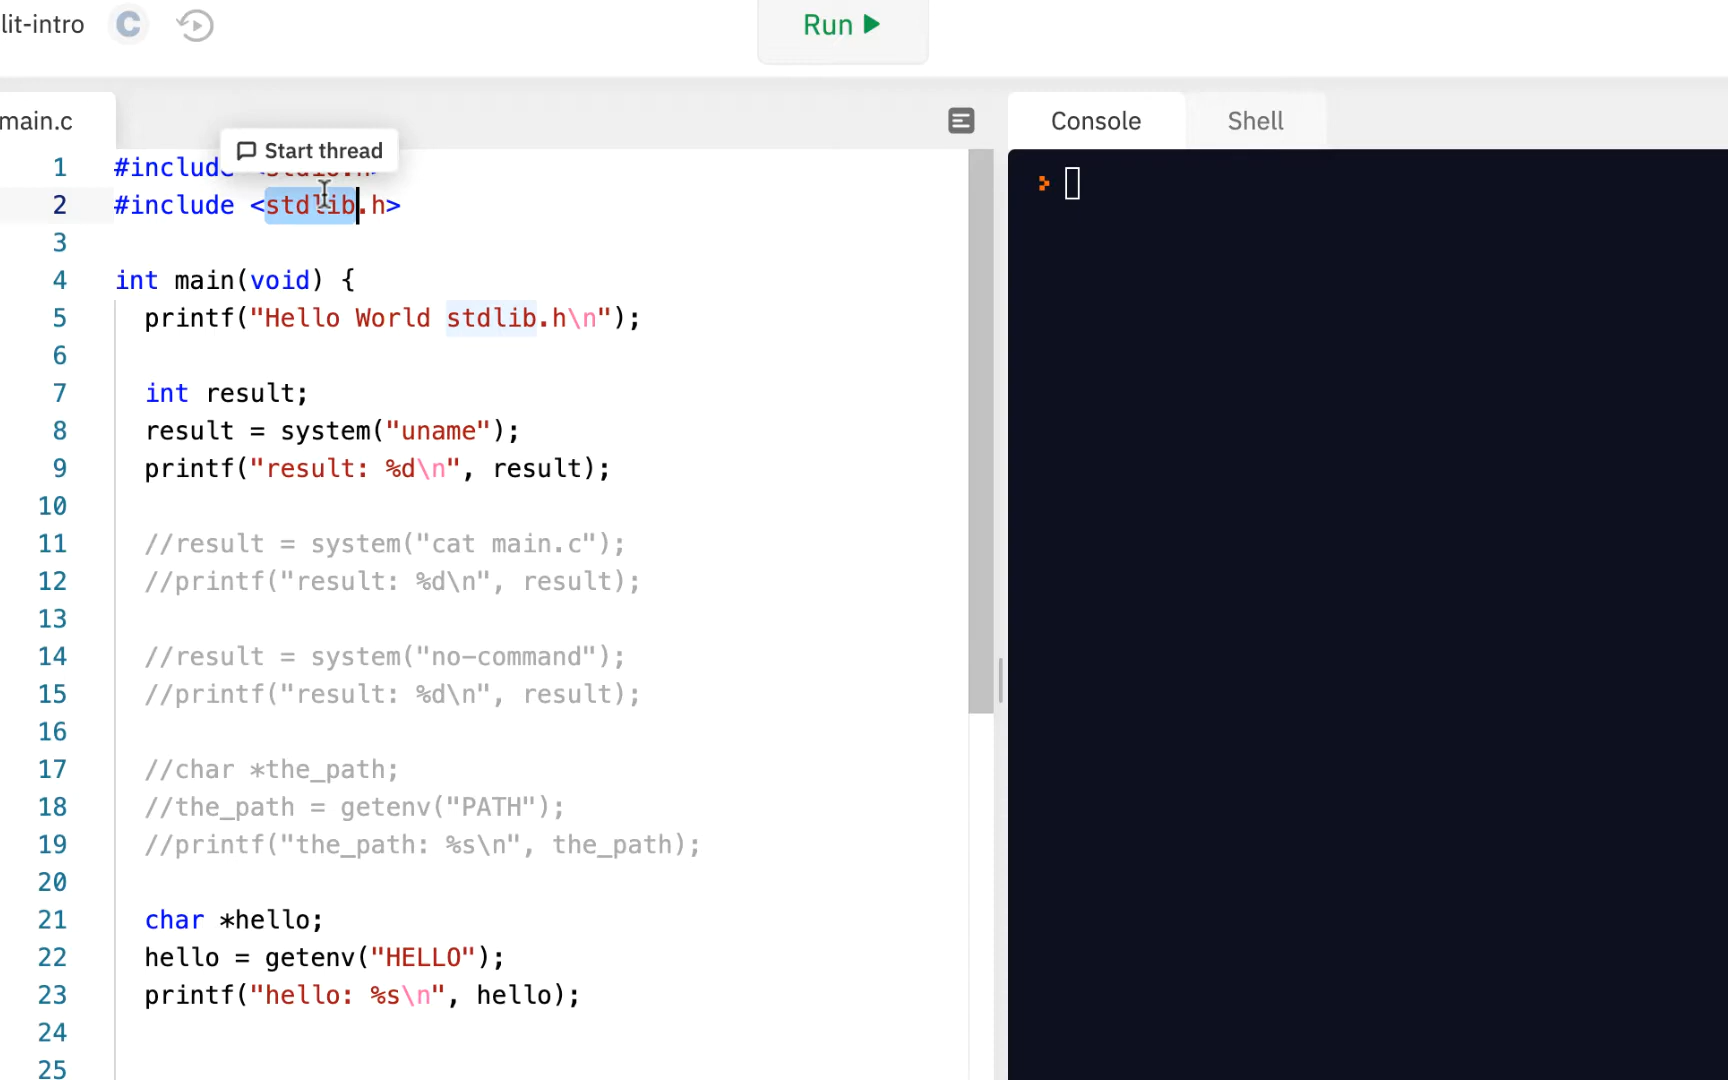 lit-intro C Run
main.c Console Shell
Start thread
1 #include
2 #include <stdlib.h>
3
4 int main(void) {
5 printf("Hello World stdlib.h\n");
6
7 int result;
8 result = system("uname");
9 printf("result: %d\n", result);
10
11 //result = system("cat main.c");
12 //printf("result: %d\n", result);
13
14 //result = system("no-command");
15 //printf("result: %d\n", result);
16
17 //char *the_path;
18 //the_path = getenv("PATH");
19 //printf("the_path: %s\n", the_path);
20
21 char *hello;
22 hello = getenv("HELLO");
23 printf("hello: %s\n", hello);
24
25